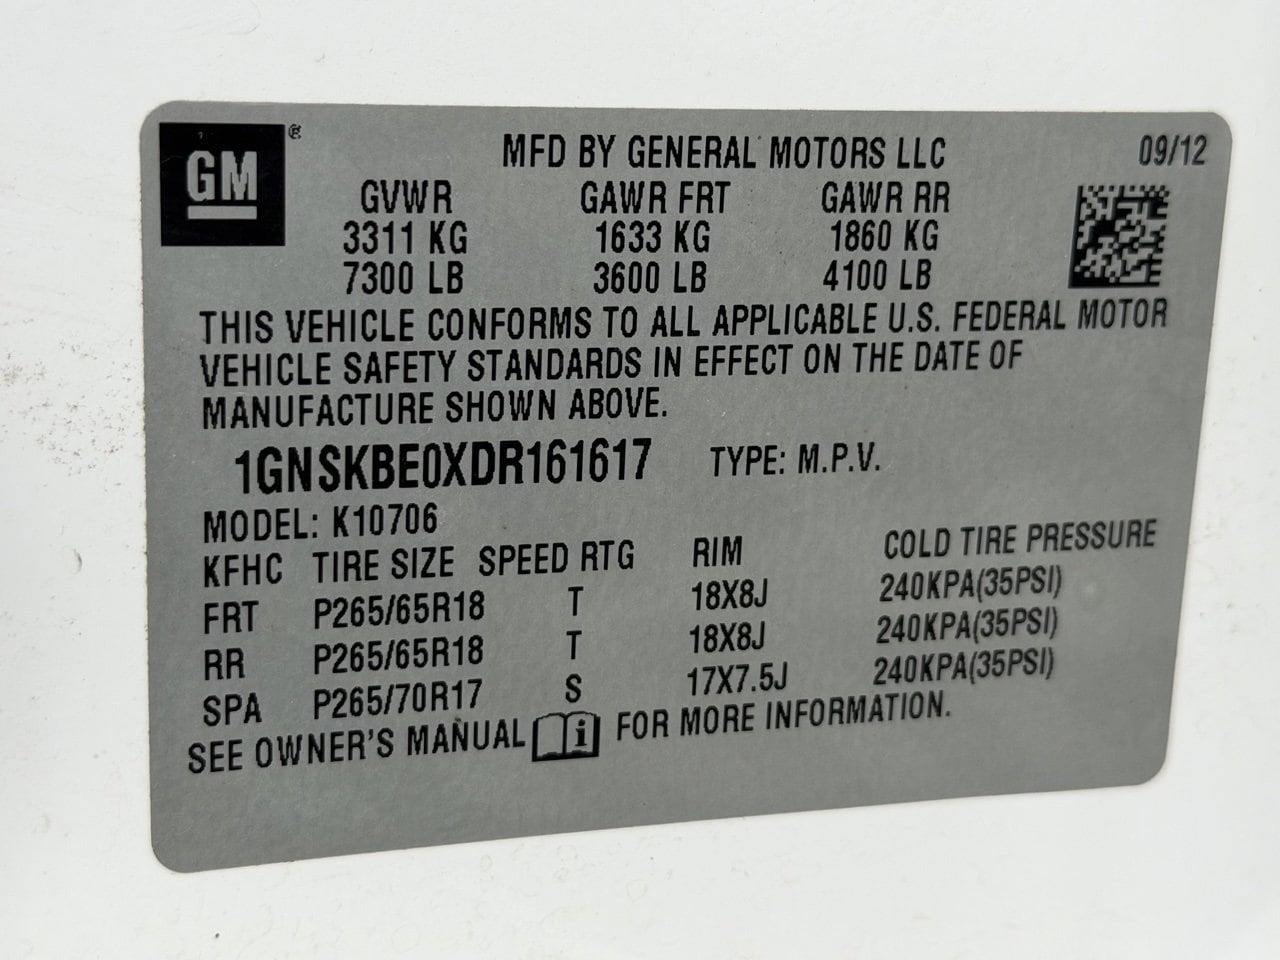 GM ®
MFD BY GENERAL MOTORS LLC 09/12
GVWR GAWR FRT GAWR RR
3311 KG 1633 KG 1860 KG
7300 LB 3600 LB 4100 LB
THIS VEHICLE CONFORMS TO ALL APPLICABLE U.S. FEDERAL MOTOR
VEHICLE SAFETY STANDARDS IN EFFECT ON THE DATE OF
MANUFACTURE SHOWN ABOVE.
1GNSKBE0XDR161617 TYPE: M.P.V.
MODEL: K10706
KFHC TIRE SIZE SPEED RTG RIM COLD TIRE PRESSURE
FRT P265/65R18 T 18X8J 240KPA(35PSI)
RR P265/65R18 T 18X8J 240KPA(35PSI)
SPA P265/70R17 S 17X7.5J 240KPA(35PSI)
SEE OWNER'S MANUAL i FOR MORE INFORMATION.